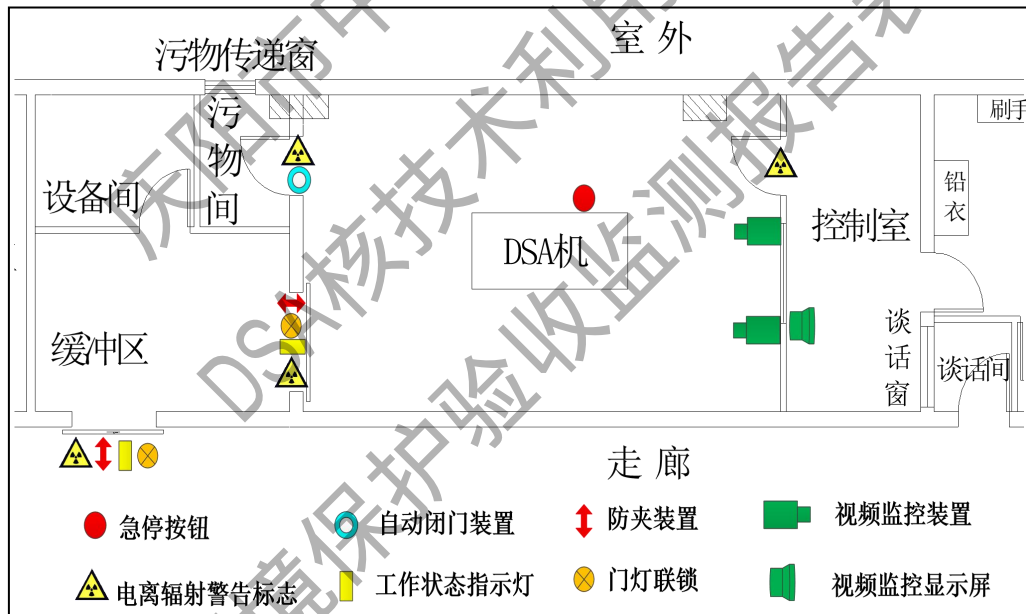 室外
污物传递窗
污物间
刷手
设备间
铅衣
DSA机
控制室
缓冲区
谈话窗
谈话间
走廊
急停按钮
自动闭门装置
防夹装置
视频监控装置
电离辐射警告标志
工作状态指示灯
门灯联锁
视频监控显示屏
庆阳市中
DSA核技术利用
境保护验收监测报告表